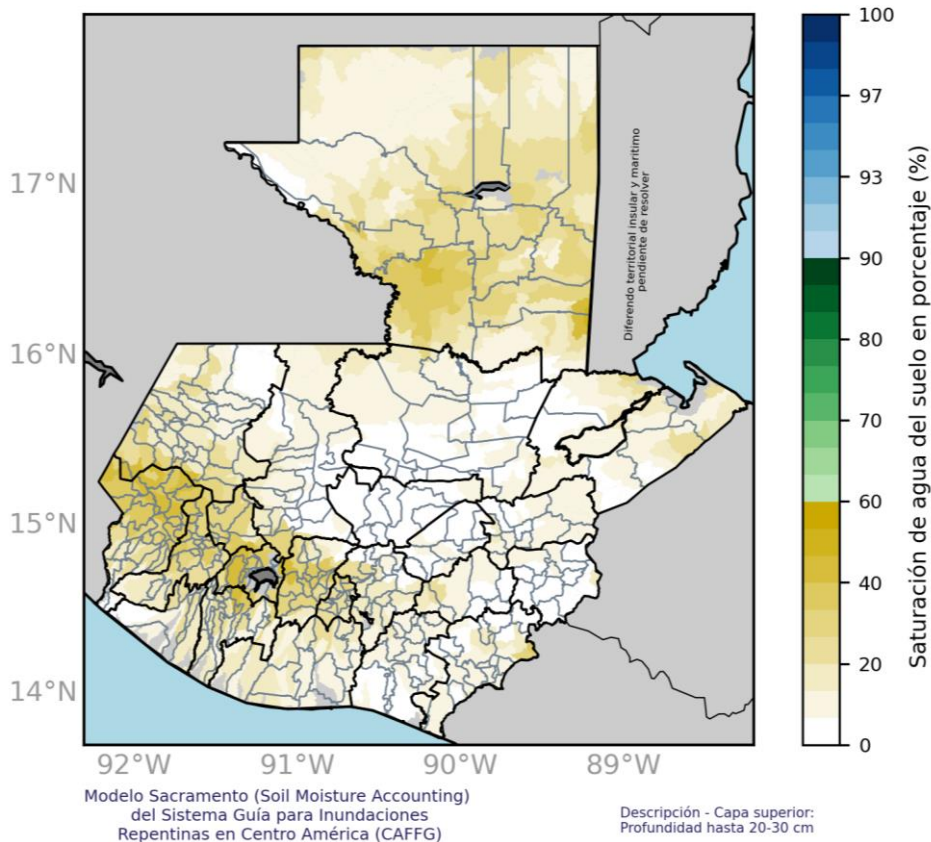 100
97
93
90
80
70
60
40
20
0
Saturación de agua del suelo en porcentaje (%)
17°N
16°N
15°N
14°N
92°W
91°W
90°W
89°W
Diferendo territorial insular y marítimo
pendiente de resolver
Modelo Sacramento (Soil Moisture Accounting)
del Sistema Guía para Inundaciones
Repentinas en Centro América (CAFFG)
Descripción - Capa superior:
Profundidad hasta 20-30 cm